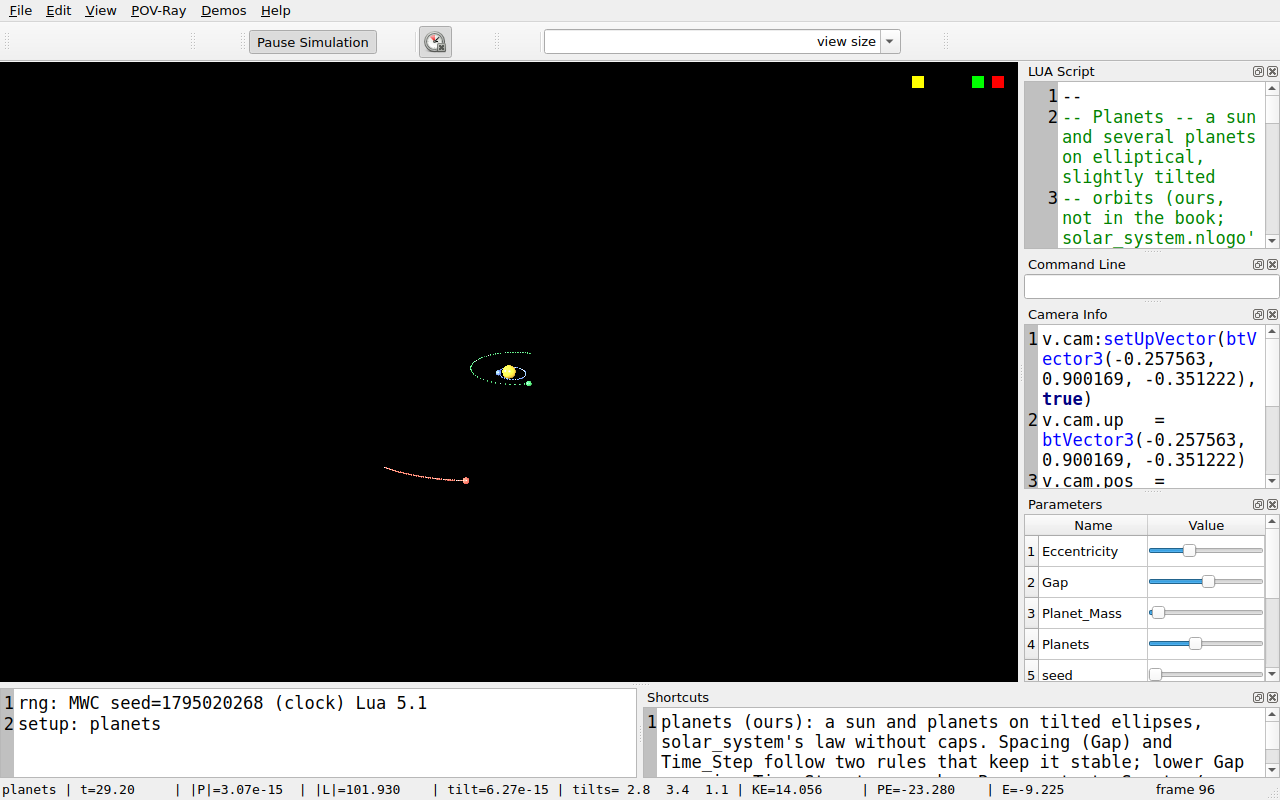 File Edit View POV-Ray Demos Help
Pause Simulation
view size
LUA Script
1 --
2 -- Planets -- a sun
and several planets
on elliptical,
slightly tilted
3 -- orbits (ours,
not in the book;
solar_system.nlogo'
Command Line
Camera Info
1 v.cam:setUpVector(btV
ector3(-0.257563,
0.900169, -0.351222),
true)
2 v.cam.up   =
btVector3(-0.257563,
0.900169, -0.351222)
3 v.cam.pos  =
Parameters
Name Value
1 Eccentricity
2 Gap
3 Planet_Mass
4 Planets
5 seed
1 rng: MWC seed=1795020268 (clock) Lua 5.1
2 setup: planets
Shortcuts
1 planets (ours): a sun and planets on tilted ellipses,
solar_system's law without caps. Spacing (Gap) and
Time_Step follow two rules that keep it stable; lower Gap
planets | t=29.20 | |P|=3.07e-15 | |L|=101.930 | tilt=6.27e-15 | tilts= 2.8 3.4 1.1 | KE=14.056 | PE=-23.280 | E=-9.225 frame 96